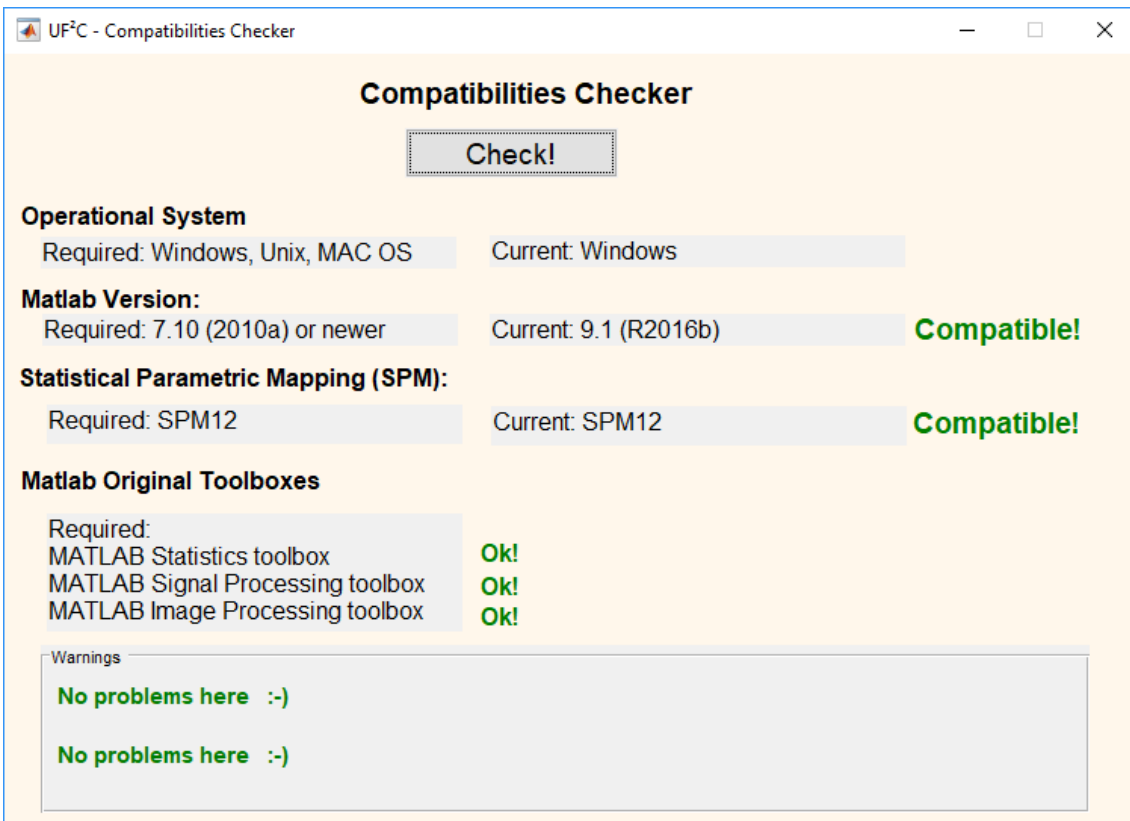 UF²C - Compatibilities Checker
Compatibilities Checker
Check!
Operational System
Required: Windows, Unix, MAC OS
Current: Windows
Matlab Version:
Required: 7.10 (2010a) or newer
Current: 9.1 (R2016b)
Compatible!
Statistical Parametric Mapping (SPM):
Required: SPM12
Current: SPM12
Compatible!
Matlab Original Toolboxes
Required:
MATLAB Statistics toolbox
Ok!
MATLAB Signal Processing toolbox
Ok!
MATLAB Image Processing toolbox
Ok!
Warnings
No problems here :-)
No problems here :-)